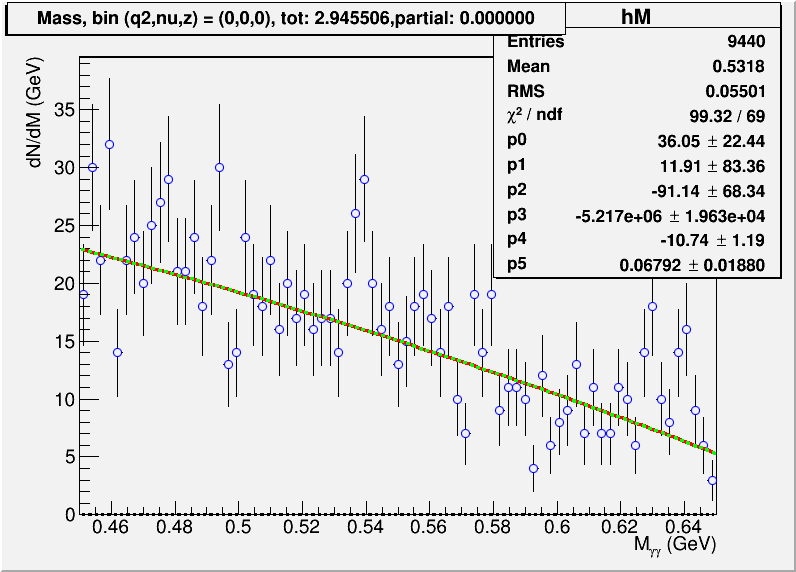 Mass, bin (q2,nu,z) = (0,0,0), tot: 2.945506,partial: 0.000000
hM
Entries 9440
Mean 0.5318
RMS 0.05501
χ² / ndf 99.32 / 69
p0 36.05 ± 22.44
p1 11.91 ± 83.36
p2 -91.14 ± 68.34
p3 -5.217e+06 ± 1.963e+04
p4 -10.74 ± 1.19
p5 0.06792 ± 0.01880
dN/dM (GeV)
35
30
25
20
15
10
5
0
0.46 0.48 0.5 0.52 0.54 0.56 0.58 0.6 0.62 0.64
Mγγ (GeV)